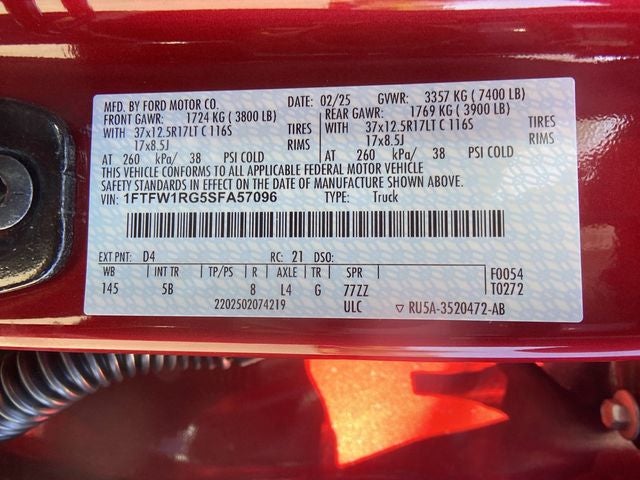 MFD. BY FORD MOTOR CO. DATE: 02/25 GVWR: 3357 KG ( 7400 LB)
FRONT GAWR: 1724 KG ( 3800 LB) REAR GAWR: 1769 KG ( 3900 LB)
WITH 37x12.5R17LT C 116S TIRES WITH 37x12.5R17LT C 116S TIRES
17x8.5J RIMS 17x8.5J RIMS
AT 260 kPa/ 38 PSI COLD AT 260 kPa/ 38 PSI COLD
THIS VEHICLE CONFORMS TO ALL APPLICABLE FEDERAL MOTOR VEHICLE
SAFETY STANDARDS IN EFFECT ON THE DATE OF MANUFACTURE SHOWN ABOVE.
VIN: 1FTFW1RG5SFA57096 TYPE: Truck
EXT PNT: D4 RC: 21 DSO:
WB INT TR TP/PS R AXLE TR SPR F0054
145 5B 8 L4 G 77ZZ T0272
2202502074219 ULC ▽ RU5A-3520472-AB